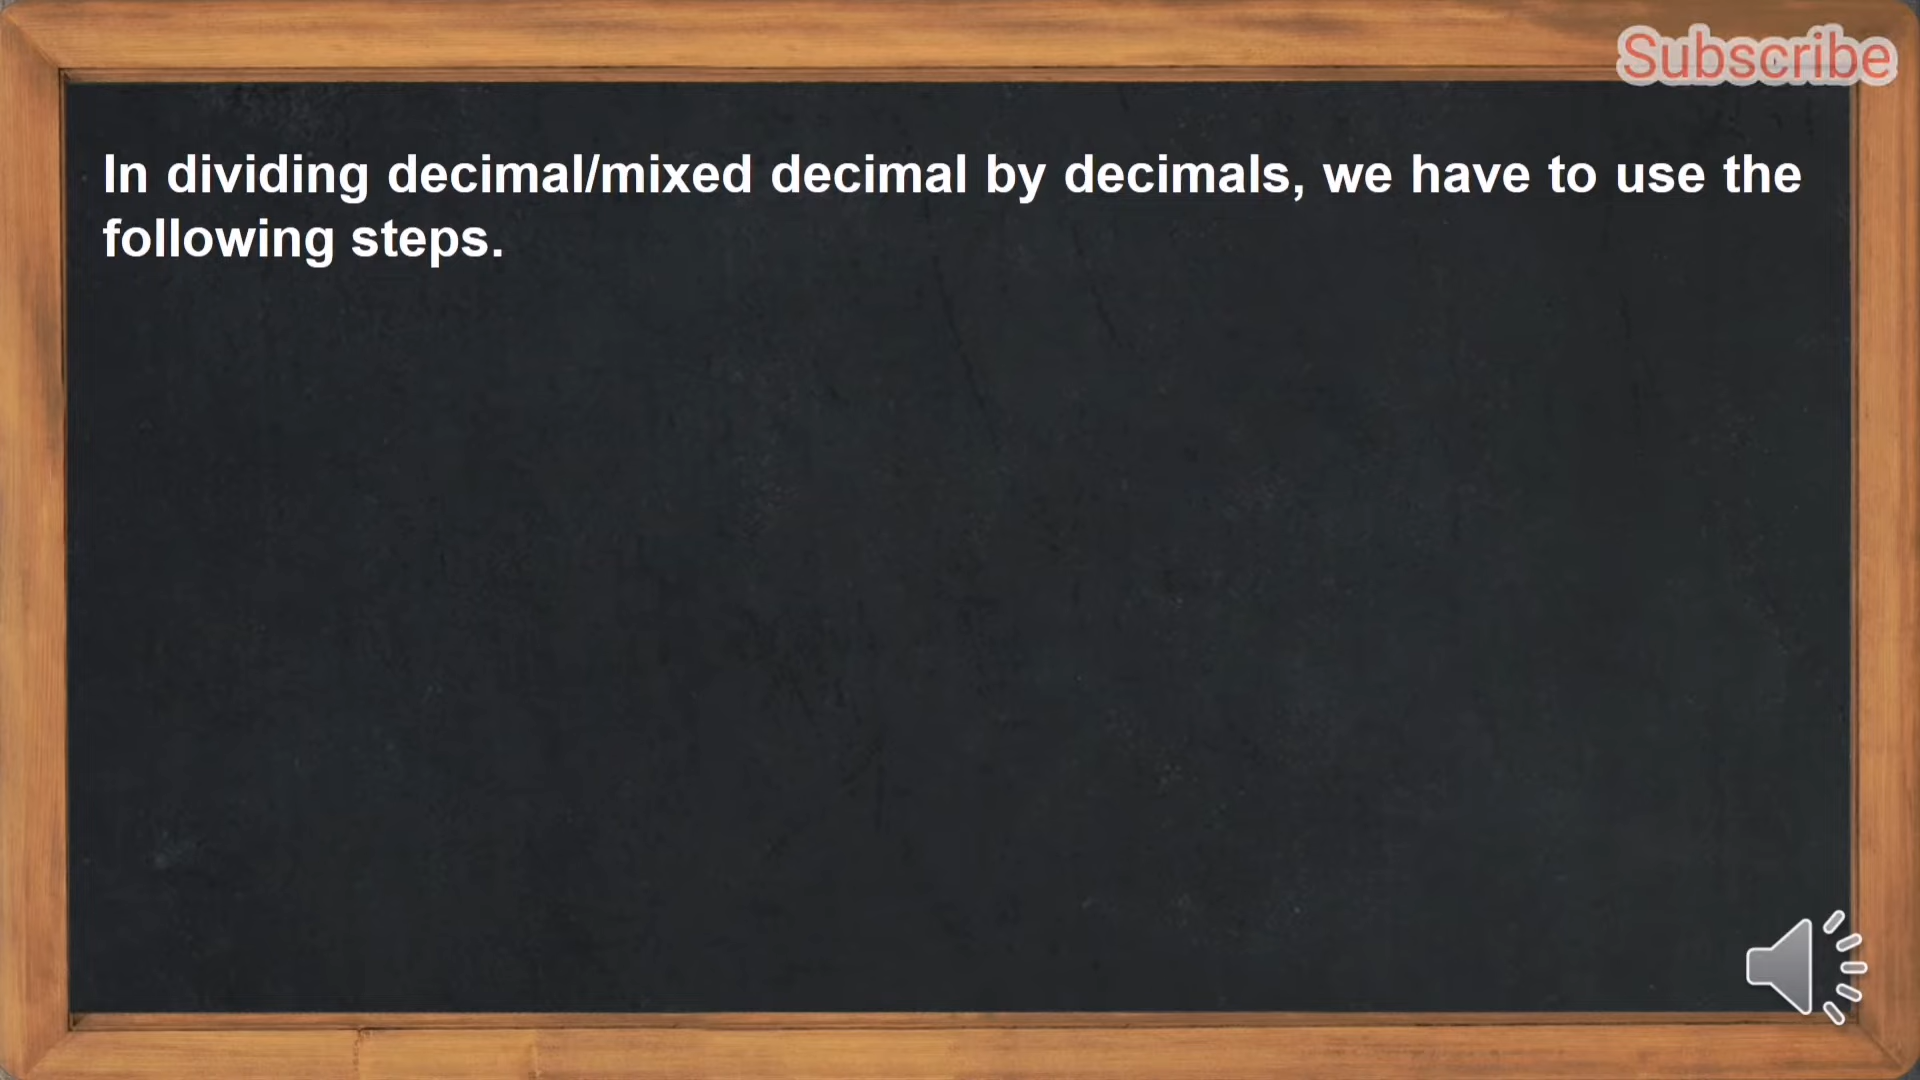 Subscribe
In dividing decimal/mixed decimal by decimals, we have to use the
following steps.